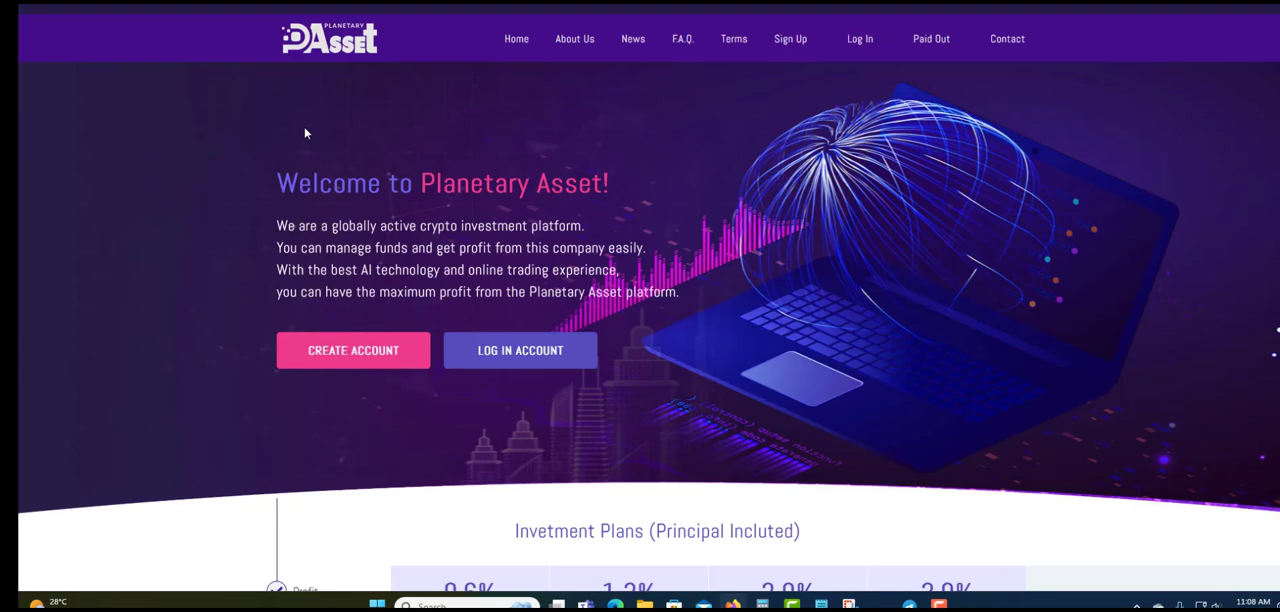 PLANETARY
Asset
Home About Us News F.A.Q. Terms Sign Up Log In Paid Out Contact
Welcome to Planetary Asset!
We are a globally active crypto investment platform.
You can manage funds and get profit from this company easily.
With the best AI technology and online trading experience,
you can have the maximum profit from the Planetary Asset platform.
CREATE ACCOUNT LOG IN ACCOUNT
Invetment Plans (Principal Incluted)
Profit
28°C
Search
11:08 AM